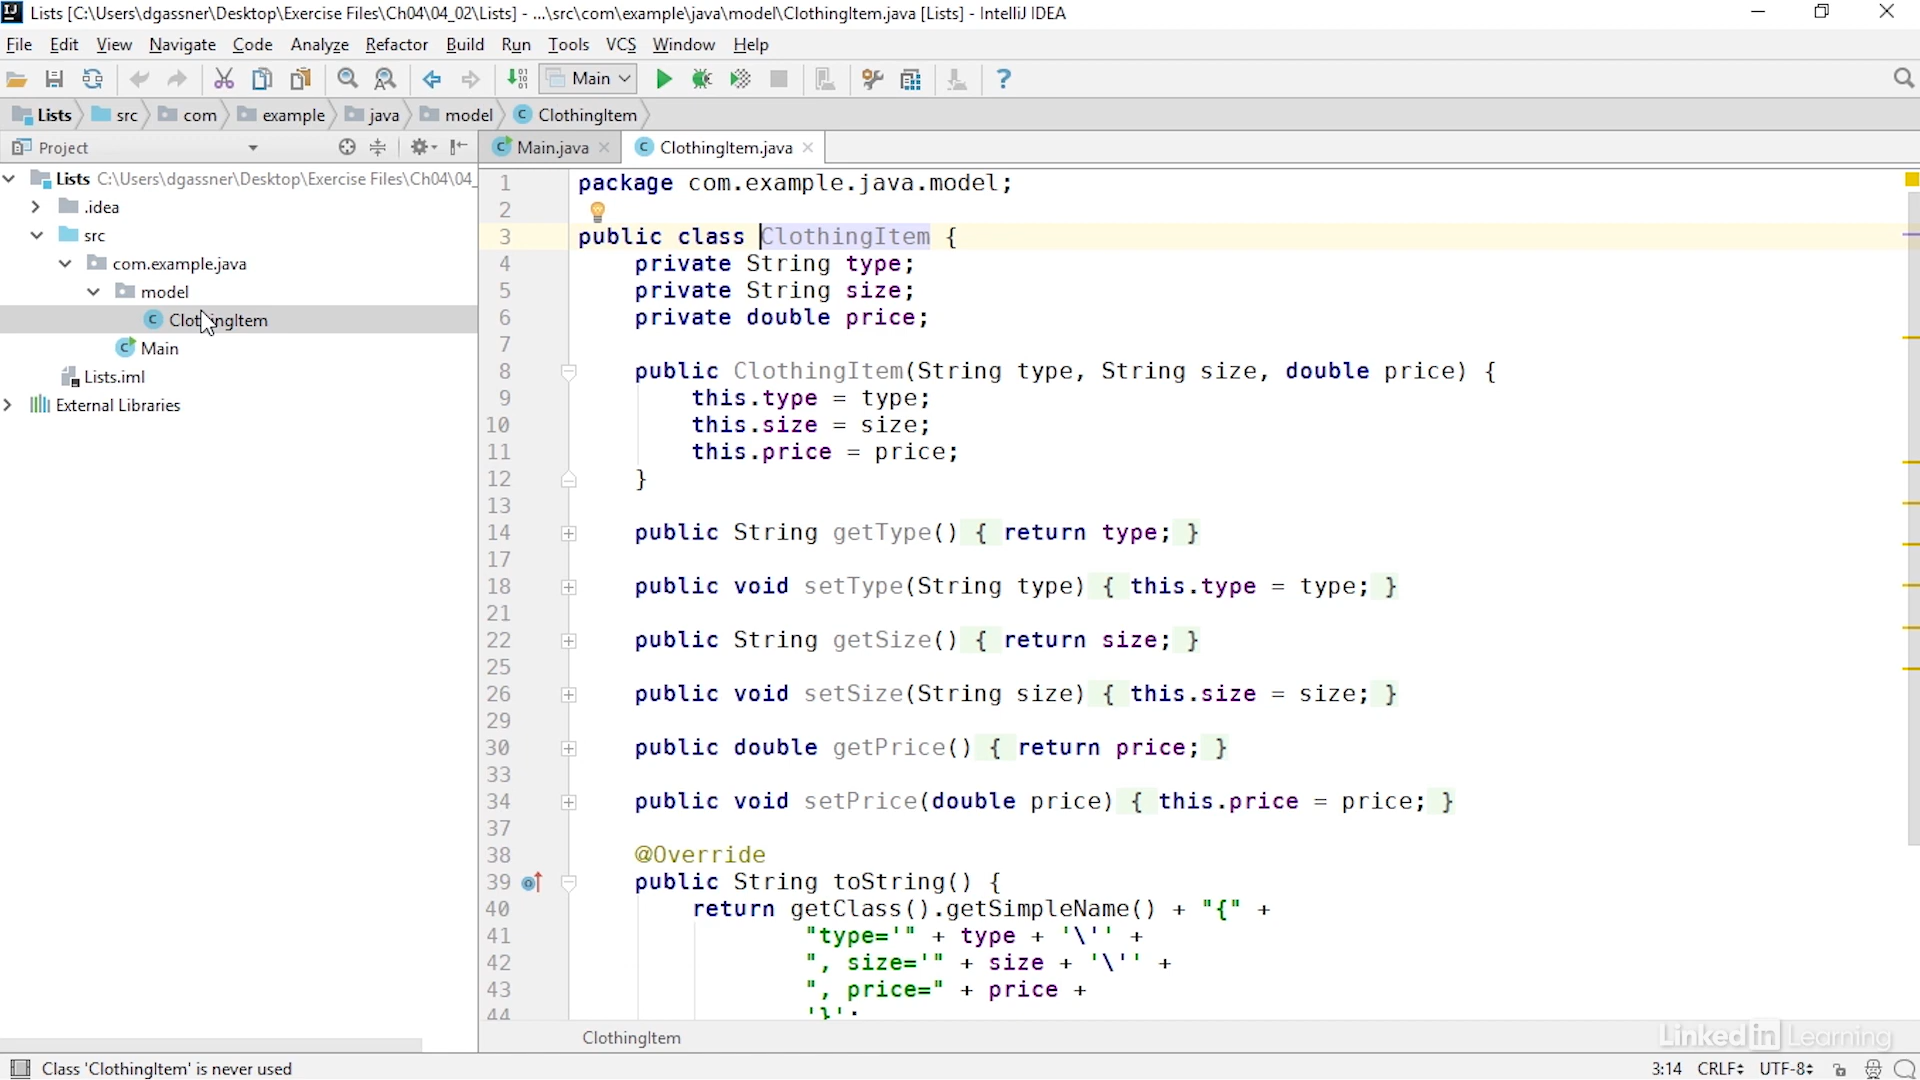 Lists [C:\Users\dgassner\Desktop\Exercise Files\Ch04\04_02\Lists] - ...\src\com\example\java\model\ClothingItem.java [Lists] - IntelliJ IDEA
File Edit View Navigate Code Analyze Refactor Build Run Tools VCS Window Help
Main
Lists src com example java model ClothingItem
Project
Main.java ClothingItem.java
Lists C:\Users\dgassner\Desktop\Exercise Files\Ch04\04_
.idea
src
com.example.java
model
ClothingItem
Main
Lists.iml
External Libraries
1 package com.example.java.model;
2
3 public class ClothingItem {
4 private String type;
5 private String size;
6 private double price;
7
8 public ClothingItem(String type, String size, double price) {
9 this.type = type;
10 this.size = size;
11 this.price = price;
12 }
13
14 public String getType() { return type; }
17
18 public void setType(String type) { this.type = type; }
21
22 public String getSize() { return size; }
25
26 public void setSize(String size) { this.size = size; }
29
30 public double getPrice() { return price; }
33
34 public void setPrice(double price) { this.price = price; }
37
38 @Override
39 public String toString() {
40 return getClass().getSimpleName() + "{" +
41 "type='" + type + '\'' +
42 ", size='" + size + '\'' +
43 ", price=" + price +
44 '}';
ClothingItem
Linked in Learning
Class 'ClothingItem' is never used 3:14 CRLF UTF-8